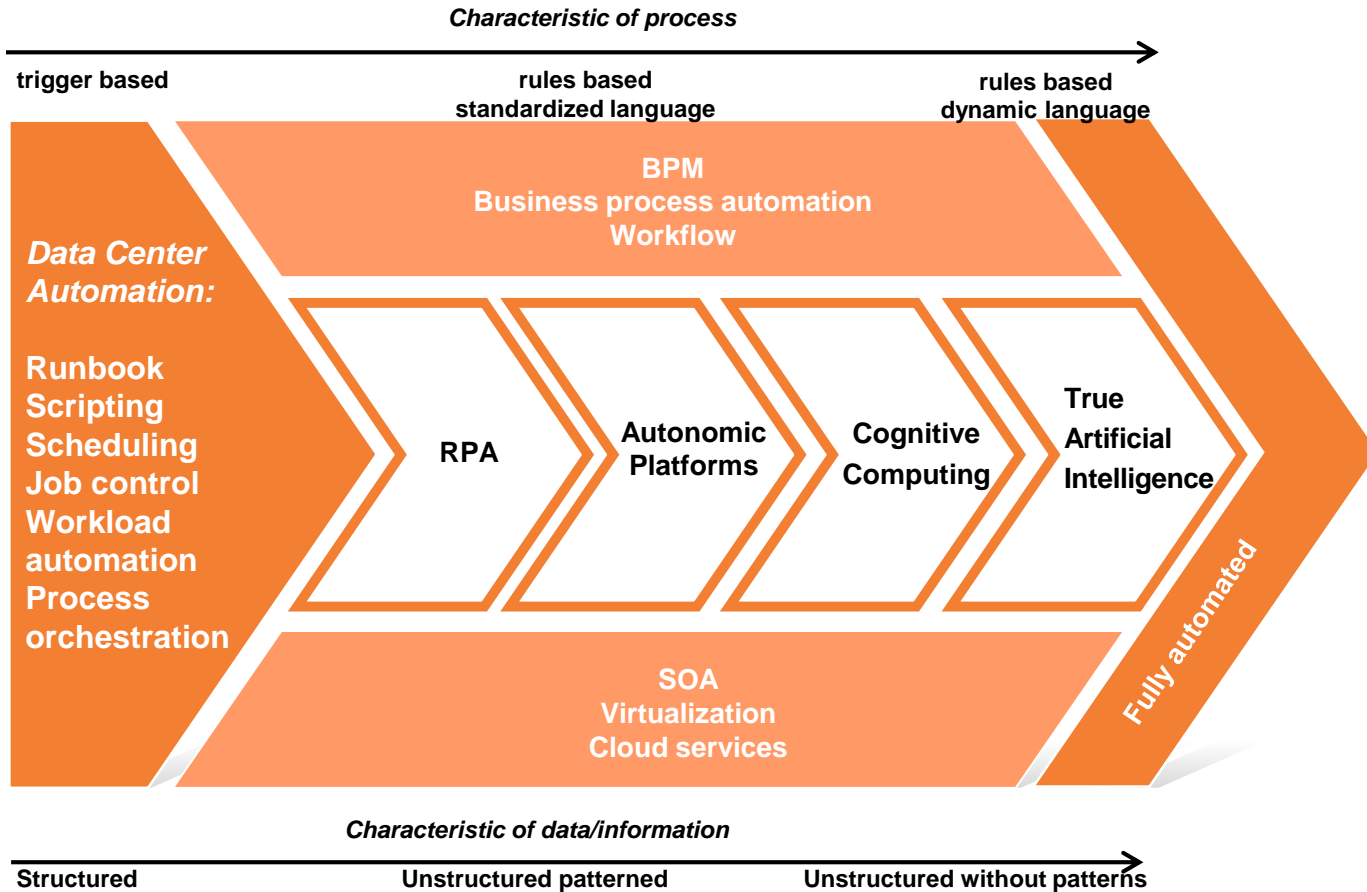 Characteristic of process
trigger based
rules based
standardized language
rules based
dynamic language
BPM
Business process automation
Workflow
Data Center
Automation:
Runbook
Scripting
Scheduling
Job control
Workload
automation
Process
orchestration
RPA
Autonomic
Platforms
Cognitive
Computing
True
Artificial
Intelligence
Fully automated
SOA
Virtualization
Cloud services
Characteristic of data/information
Structured
Unstructured patterned
Unstructured without patterns